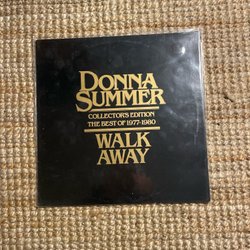 DONNA
SUMMER
COLLECTOR'S EDITION
THE BEST OF 1977-1980
WALK
AWAY